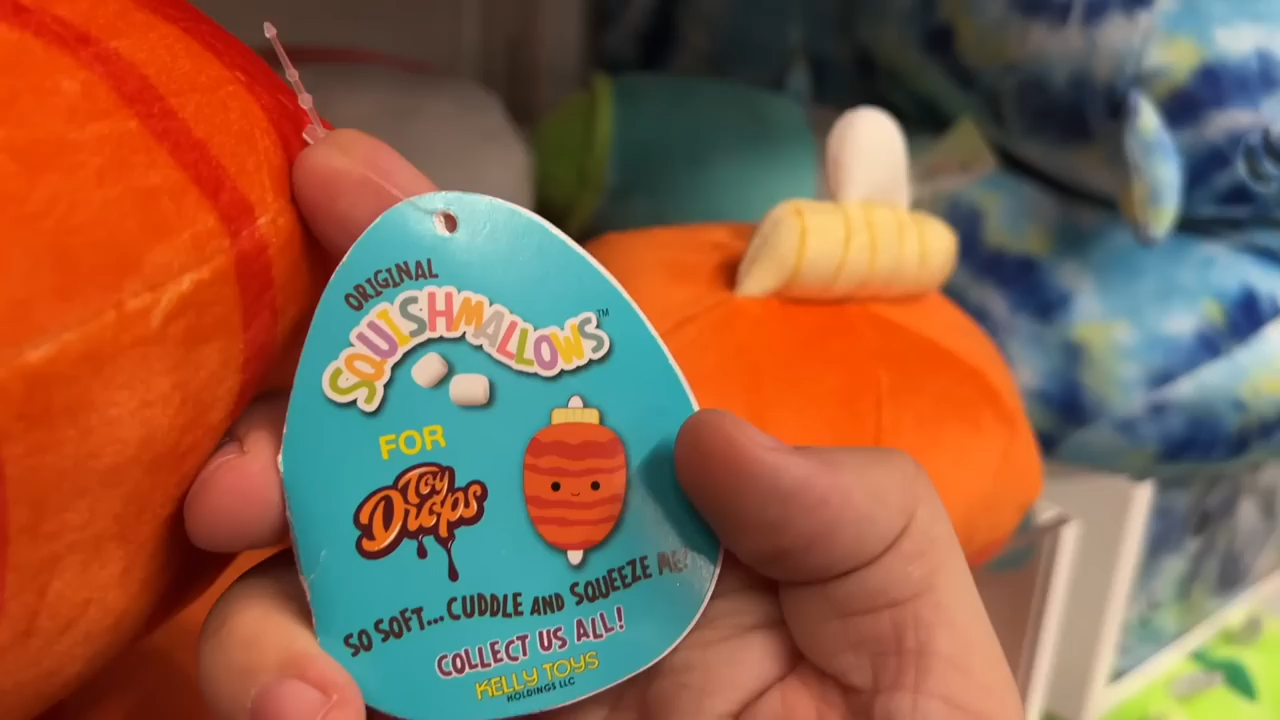 ORIGINAL
SQUISHMALLOWS™
FOR
Toy
Drops
SO SOFT... CUDDLE AND SQUEEZE ME!
COLLECT US ALL!
KELLY TOYS
HOLDINGS LLC